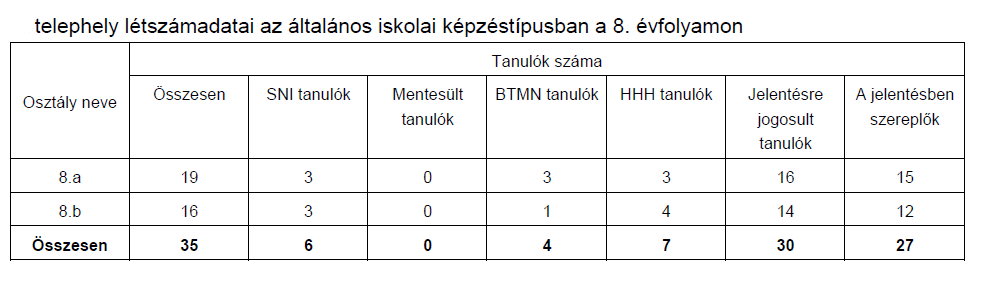 telephely létszámadatai az általános iskolai képzéstípusban a 8. évfolyamon
Tanulók száma
Osztály neve Összesen SNI tanulók Mentesült tanulók BTMN tanulók HHH tanulók Jelentésre jogosult tanulók A jelentésben szereplők
8.a 19 3 0 3 3 16 15
8.b 16 3 0 1 4 14 12
Összesen 35 6 0 4 7 30 27